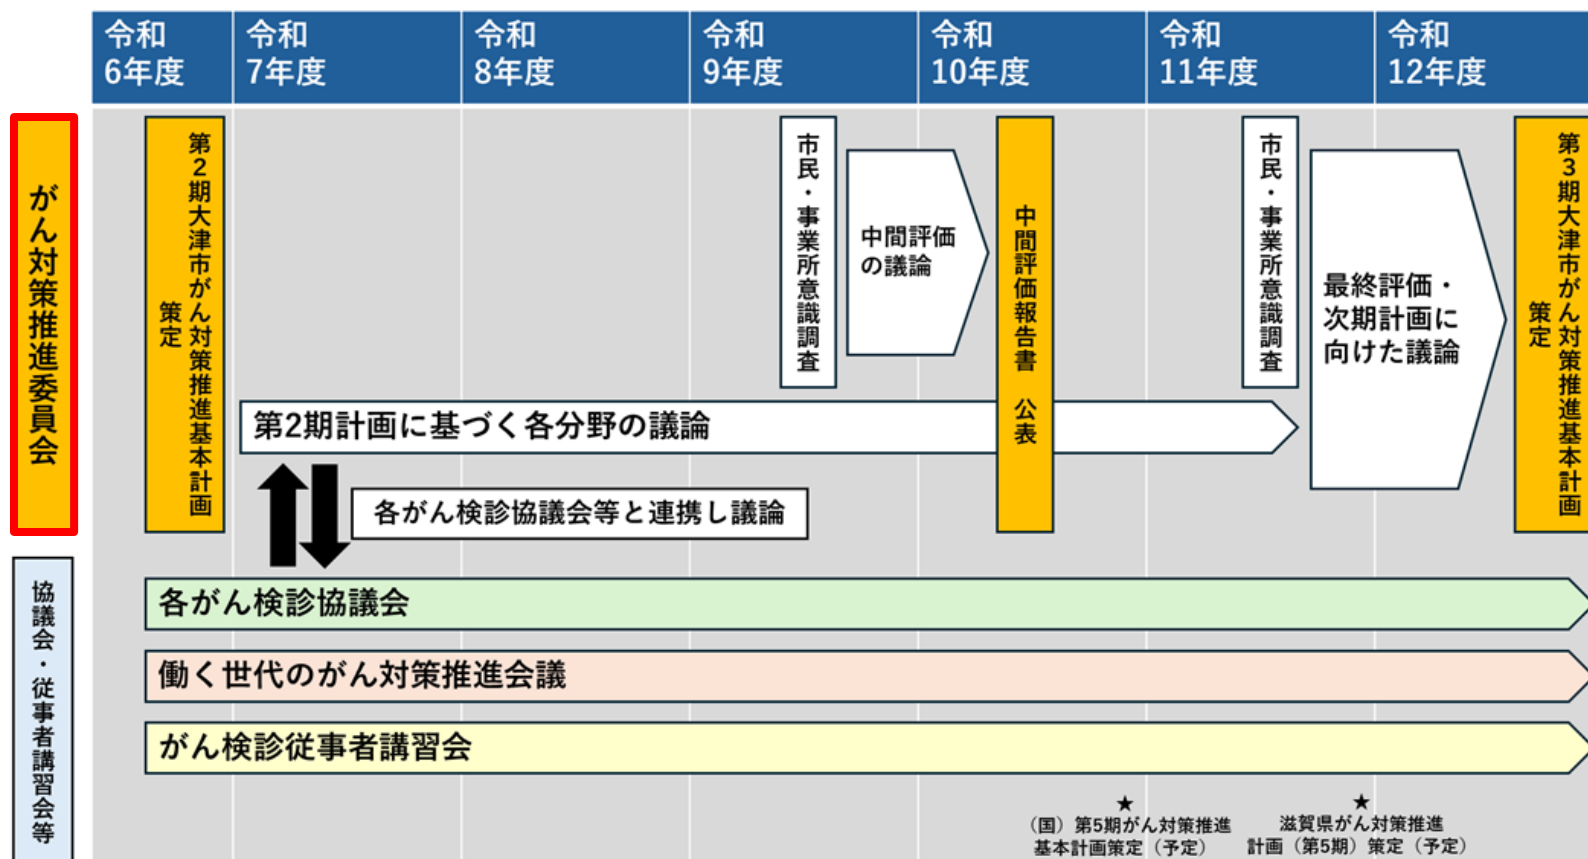 令和
6年度
令和
7年度
令和
8年度
令和
9年度
令和
10年度
令和
11年度
令和
12年度
がん対策推進委員会
第2期大津市がん対策推進基本計画
策定
市民・事業所意識調査
中間評価
の議論
中間評価報告書　公表
市民・事業所意識調査
最終評価・
次期計画に
向けた議論
第3期大津市がん対策推進基本計画
策定
第2期計画に基づく各分野の議論
各がん検診協議会等と連携し議論
協議会・従事者講習会等
各がん検診協議会
働く世代のがん対策推進会議
がん検診従事者講習会
★
（国）第5期がん対策推進
基本計画策定（予定）
★
滋賀県がん対策推進
計画（第5期）策定（予定）